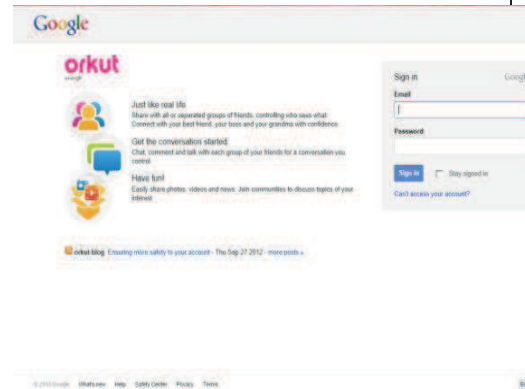 Google
orkut
Google
Just like real life
Share with all or separated groups of friends, controlling who sees what.
Connect with your best friend, your boss and your grandma with confidence.
Get the conversation started
Chat, comment and talk with each group of your friends for a conversation you
control
Have fun!
Easily share photos, videos and news. Join communities to discuss topics of your
interest
orkut blog Ensuring more safety to your account - Thu Sep 27 2012 - more posts »
Sign in Google
Email
Password
Sign in Stay signed in
Can't access your account?
Google What's new Help Safety Center Privacy Terms